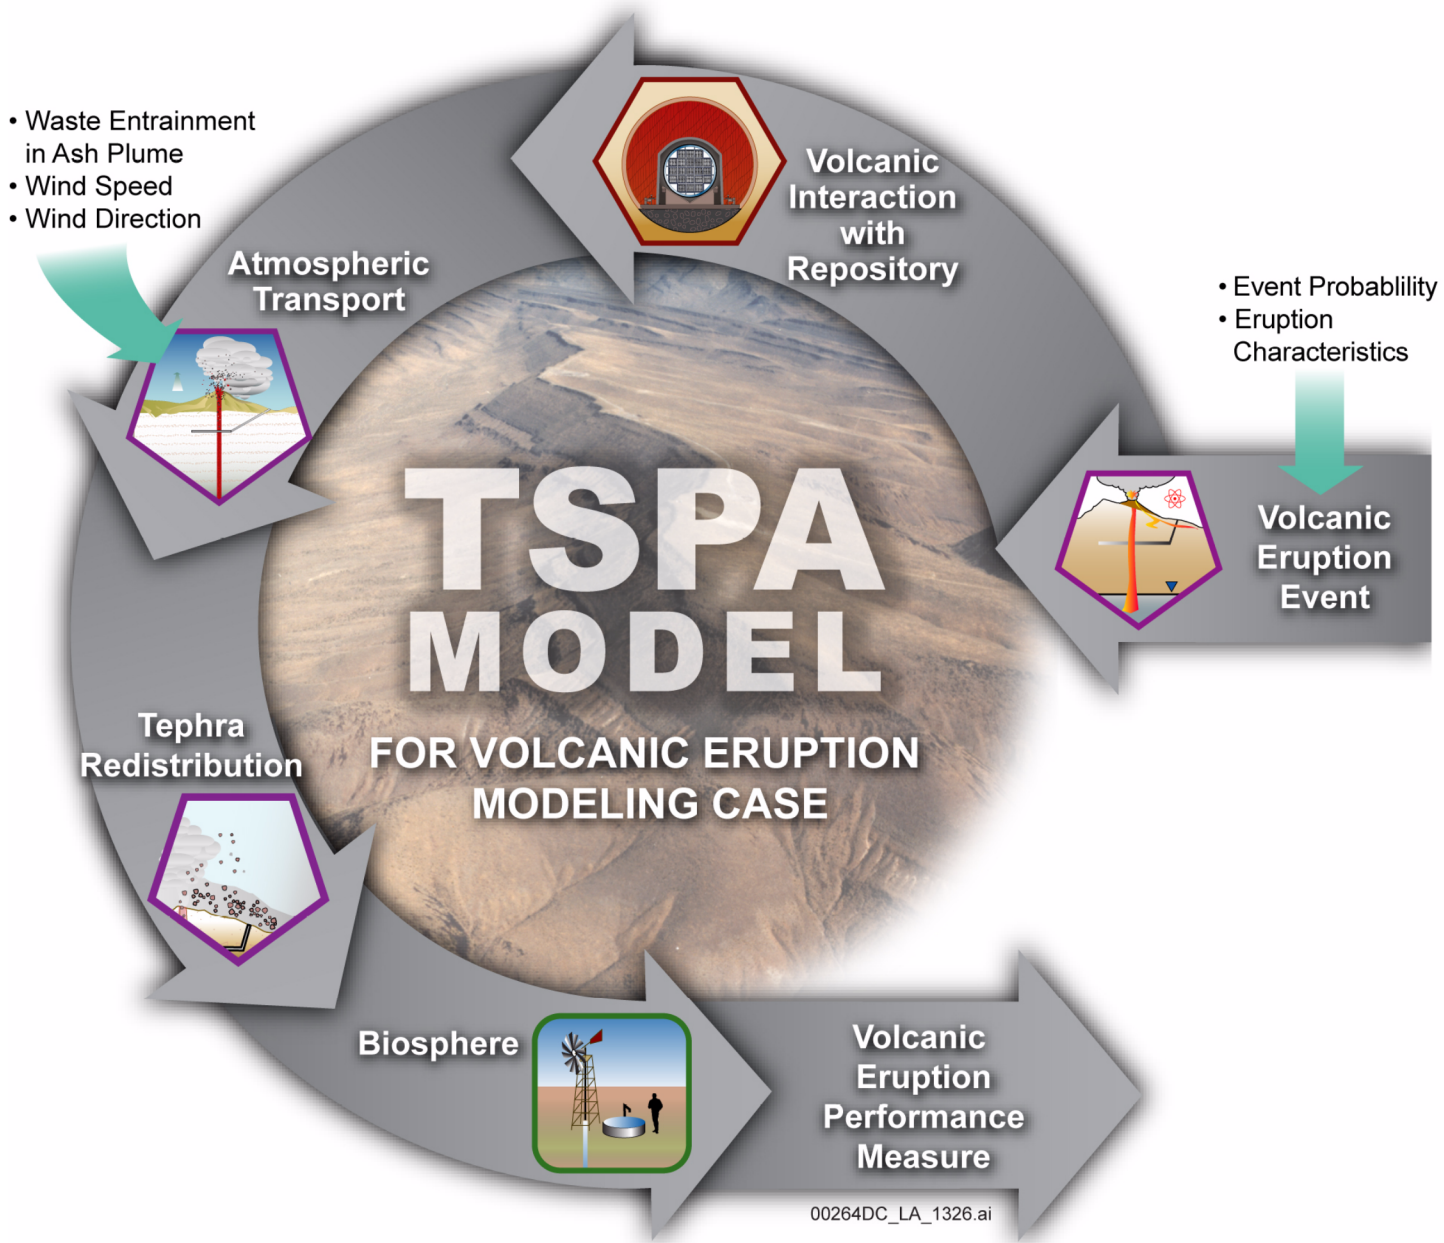 • Waste Entrainment
in Ash Plume
• Wind Speed
• Wind Direction
Volcanic
Interaction
with
Repository
Atmospheric
Transport
• Event Probablility
• Eruption
Characteristics
Volcanic
Eruption
Event
TSPA
MODEL
FOR VOLCANIC ERUPTION
MODELING CASE
Tephra
Redistribution
Biosphere
Volcanic
Eruption
Performance
Measure
00264DC_LA_1326.ai